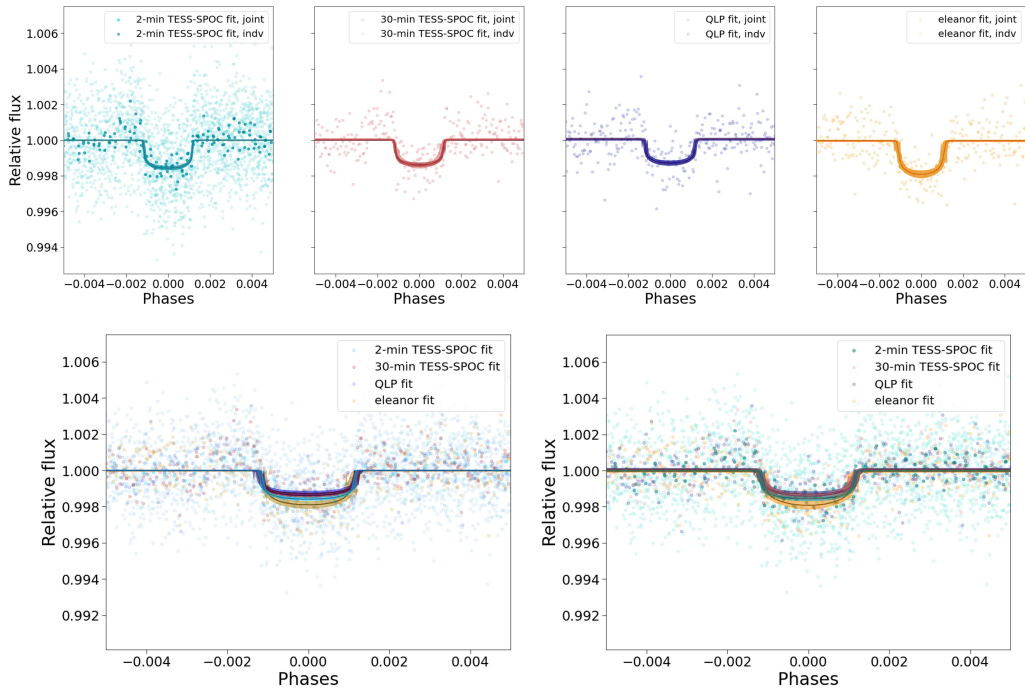 2-min TESS-SPOC fit, joint
2-min TESS-SPOC fit, indv
30-min TESS-SPOC fit, joint
30-min TESS-SPOC fit, indv
QLP fit, joint
QLP fit, indv
eleanor fit, joint
eleanor fit, indv
1.006
1.004
1.002
1.000
0.998
0.996
0.994
Relative flux
−0.004 −0.002 0.000 0.002 0.004
−0.004 −0.002 0.000 0.002 0.004
−0.004 −0.002 0.000 0.002 0.004
−0.004 −0.002 0.000 0.002 0.004
Phases
Phases
Phases
Phases
2-min TESS-SPOC fit
30-min TESS-SPOC fit
QLP fit
eleanor fit
1.006
1.004
1.002
1.000
0.998
0.996
0.994
0.992
Relative flux
−0.004 −0.002 0.000 0.002 0.004
Phases
2-min TESS-SPOC fit
30-min TESS-SPOC fit
QLP fit
eleanor fit
1.006
1.004
1.002
1.000
0.998
0.996
0.994
0.992
Relative flux
−0.004 −0.002 0.000 0.002 0.004
Phases